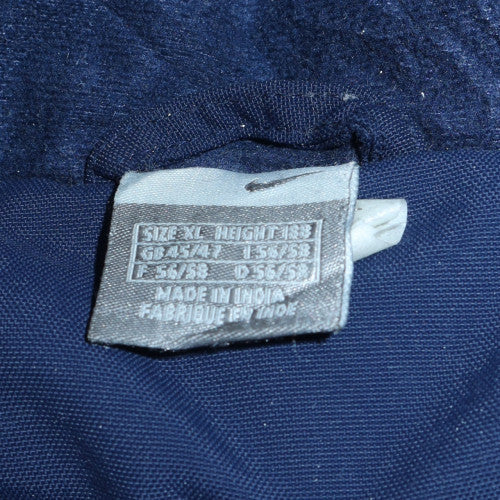 SIZE XL HEIGHT 188
GB 45/47 I 56/58
F 56/58 D 56/58
MADE IN INDIA
FABRIQUE EN INDE